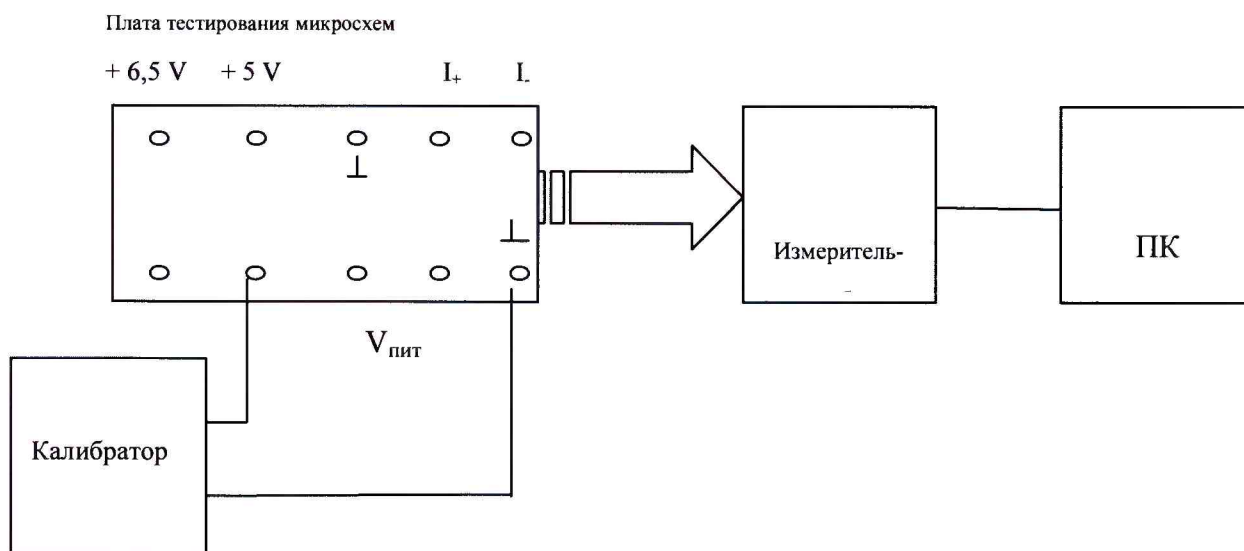 Плата тестирования микросхем
+ 6,5 V + 5 V I₊ I₋
Измеритель-
ПК
Vпит
Калибратор